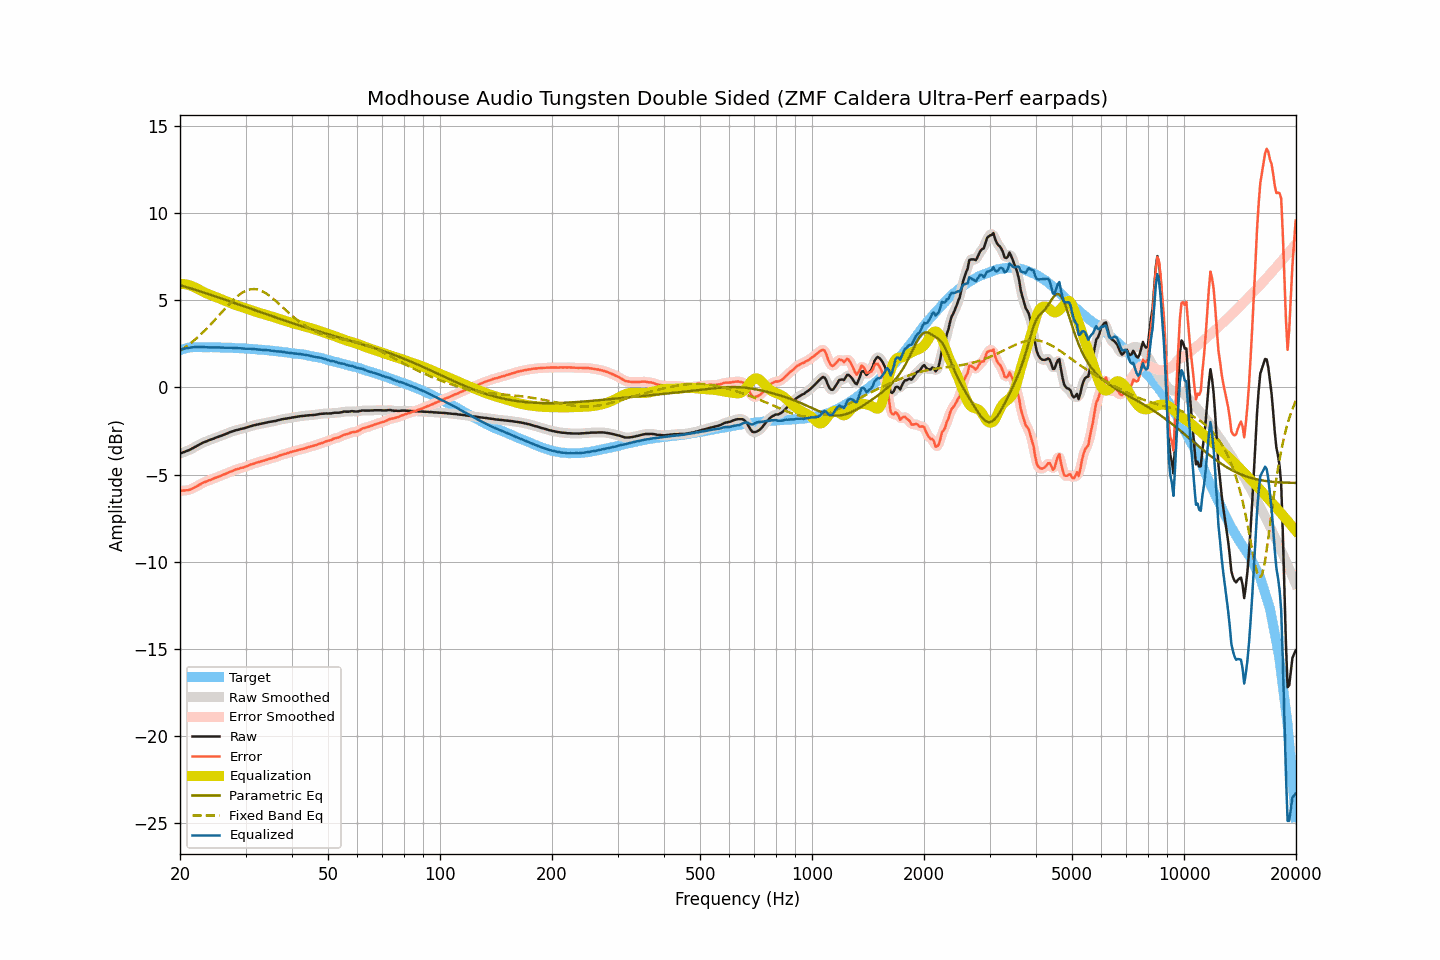 Modhouse Audio Tungsten Double Sided (ZMF Caldera Ultra-Perf earpads)
15
10
5
0
−5
−10
−15
−20
−25
Amplitude (dBr)
Target
Raw Smoothed
Error Smoothed
Raw
Error
Equalization
Parametric Eq
Fixed Band Eq
Equalized
20 50 100 200 500 1000 2000 5000 10000 20000
Frequency (Hz)